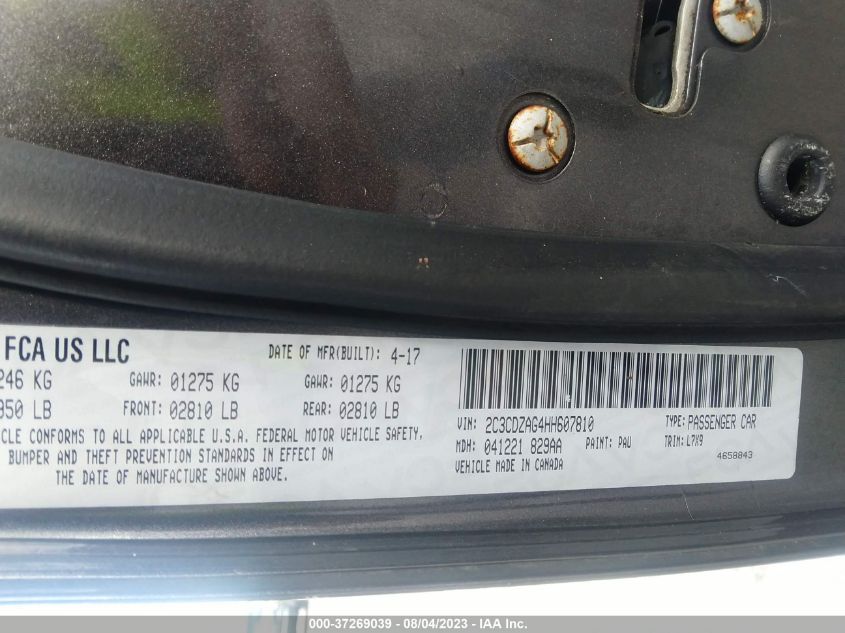 FCA US LLC DATE OF MFR(BUILT): 4-17
246 KG GAWR: 01275 KG GAWR: 01275 KG
950 LB FRONT: 02810 LB REAR: 02810 LB
CLE CONFORMS TO ALL APPLICABLE U.S.A. FEDERAL MOTOR VEHICLE SAFETY,
BUMPER AND THEFT PREVENTION STANDARDS IN EFFECT ON
THE DATE OF MANUFACTURE SHOWN ABOVE.
VIN: 2C3CDZAG4HH607810 TYPE: PASSENGER CAR
MDH: 041221 829AA PAINT: PAU TRIM: L7X9
VEHICLE MADE IN CANADA 4658843
000-37269039 - 08/04/2023 - IAA Inc.